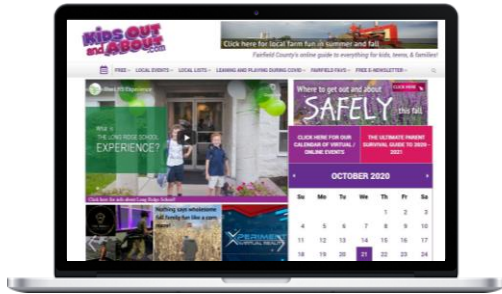 KiDS OUT
and ABOUT
.com
Click here for local farm fun in summer and fall
Fairfield County's online guide to everything for kids, teens, & families!
FREE
LOCAL EVENTS
LOCAL LISTS
LEARNING AND PLAYING DURING COVID
FAIRFIELD FAVS
FREE E-NEWSLETTER
WHAT IS
THE LONG RIDGE SCHOOL
EXPERIENCE?
Click here for info about Long Ridge School!
Where to get out and about
CLICK HERE
SAFELY
this fall
CLICK HERE FOR OUR
CALENDAR OF VIRTUAL /
ONLINE EVENTS
THE ULTIMATE PARENT
SURVIVAL GUIDE TO 2020 -
2021
OCTOBER 2020
Su Mo Tu We Th Fr Sa
1 2 3
4 5 6 7 8 9 10
11 12 13 14 15 16 17
18 19 20 21 22 23 24
Nothing says wholesome
fall family fun like a corn
maze!
XPERIMENT
VIRTUAL REALITY